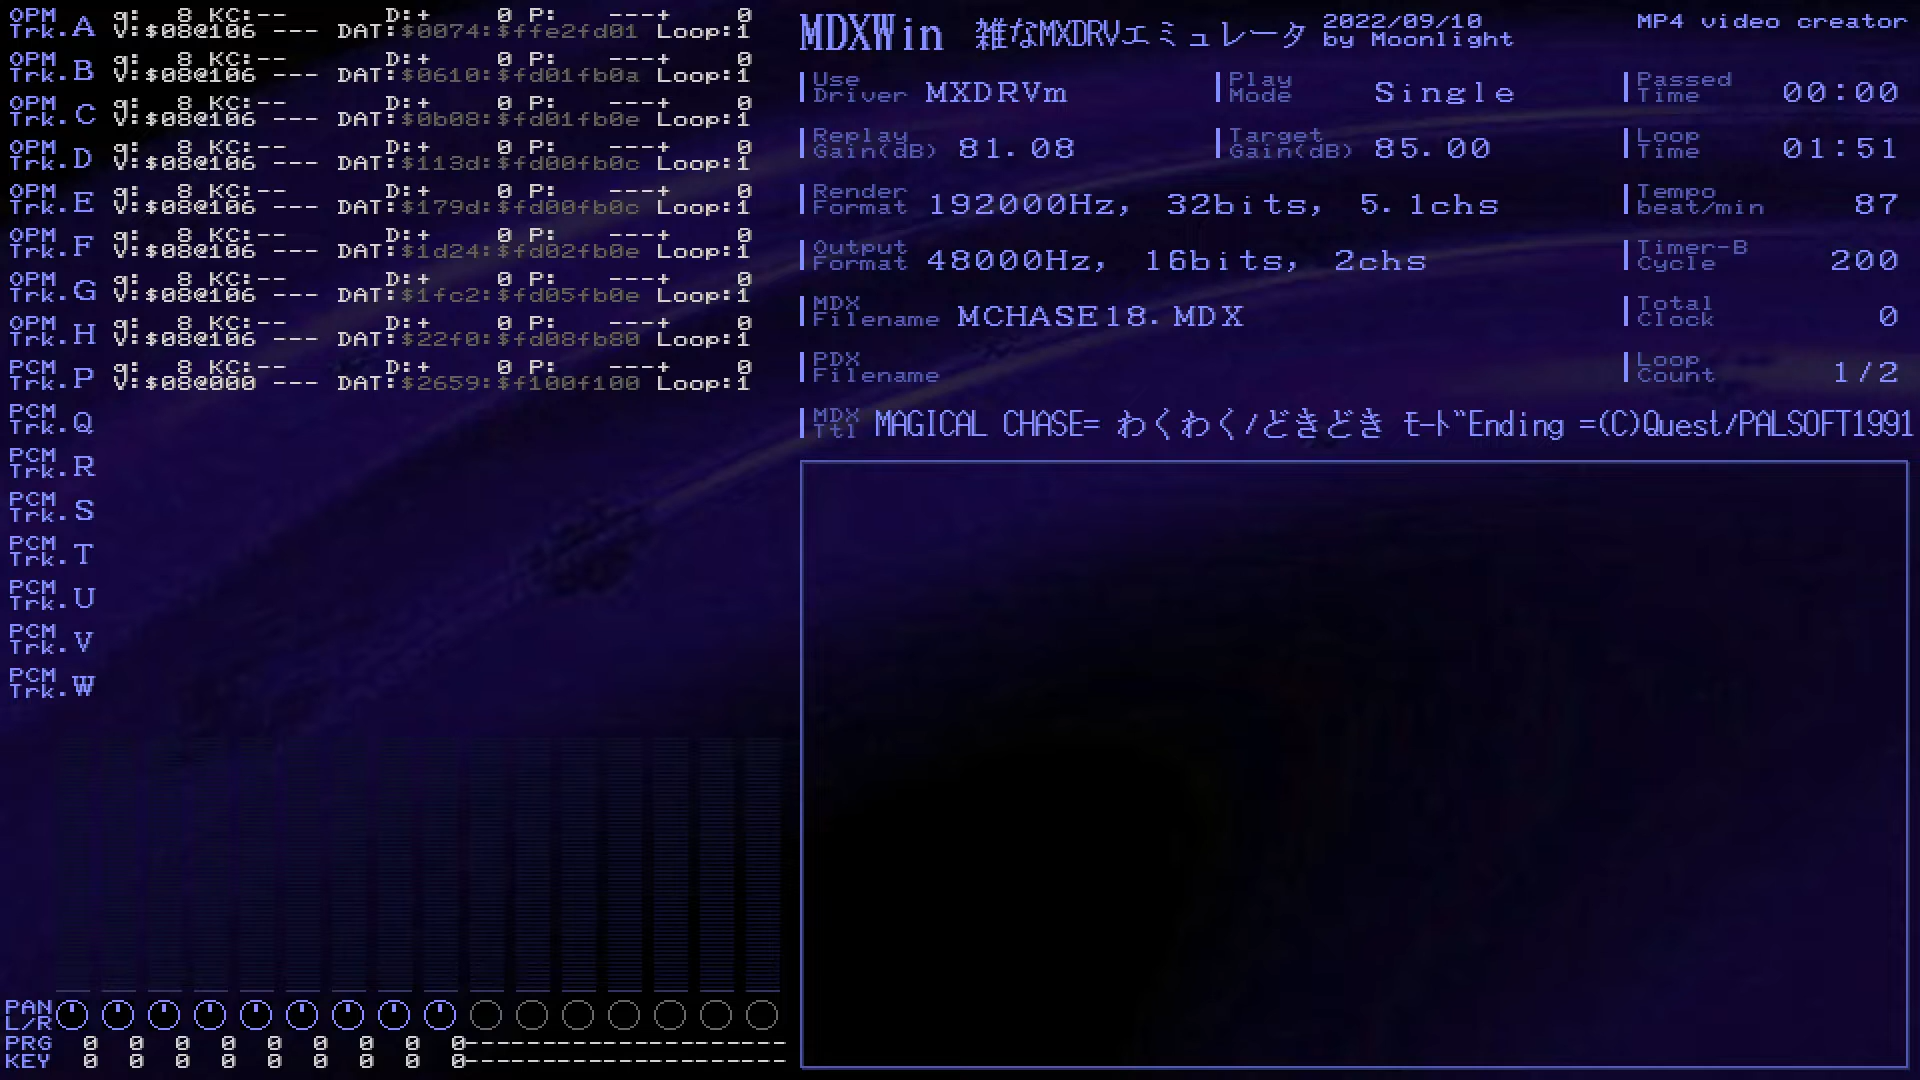 OPM Trk.A g: 8 KC:-- D:+ 0 P: ---+ 0
V:$08@106 --- DAT:$0074:$ffe2fd01 Loop:1
OPM Trk.B g: 8 KC:-- D:+ 0 P: ---+ 0
V:$08@106 --- DAT:$0610:$fd01fb0a Loop:1
OPM Trk.C g: 8 KC:-- D:+ 0 P: ---+ 0
V:$08@106 --- DAT:$0b08:$fd01fb0e Loop:1
OPM Trk.D g: 8 KC:-- D:+ 0 P: ---+ 0
V:$08@106 --- DAT:$113d:$fd00fb0c Loop:1
OPM Trk.E g: 8 KC:-- D:+ 0 P: ---+ 0
V:$08@106 --- DAT:$179d:$fd00fb0c Loop:1
OPM Trk.F g: 8 KC:-- D:+ 0 P: ---+ 0
V:$08@106 --- DAT:$1d24:$fd02fb0e Loop:1
OPM Trk.G g: 8 KC:-- D:+ 0 P: ---+ 0
V:$08@106 --- DAT:$1fc2:$fd05fb0e Loop:1
OPM Trk.H g: 8 KC:-- D:+ 0 P: ---+ 0
V:$08@106 --- DAT:$22f0:$fd08fb80 Loop:1
PCM Trk.P g: 8 KC:-- D:+ 0 P: ---+ 0
V:$08@000 --- DAT:$2659:$f100f100 Loop:1
PCM Trk.Q
PCM Trk.R
PCM Trk.S
PCM Trk.T
PCM Trk.U
PCM Trk.V
PCM Trk.W
PAN L/R
PRG 0 0 0 0 0 0 0 0 0
KEY 0 0 0 0 0 0 0 0 0
MDXWin 雑なMXDRVエミュレータ 2022/09/10 by Moonlight MP4 video creator
Use Driver MXDRVm Play Mode Single Passed Time 00:00
Replay Gain(dB) 81.08 Target Gain(dB) 85.00 Loop Time 01:51
Render Format 192000Hz, 32bits, 5.1chs Tempo beat/min 87
Output Format 48000Hz, 16bits, 2chs Timer-B Cycle 200
MDX Filename MCHASE18.MDX Total Clock 0
PDX Filename Loop Count 1/2
MDX Ttl MAGICAL CHASE= わくわく/どきどき ﾓｰﾄﾞEnding =(C)Quest/PALSOFT1991